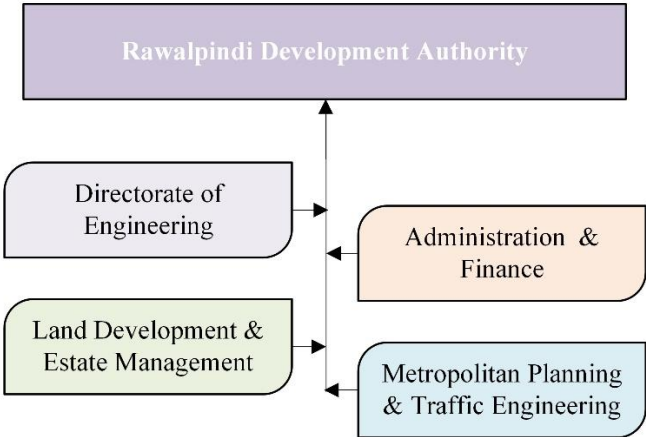 Rawalpindi Development Authority
Directorate of
Engineering
Administration &
Finance
Land Development &
Estate Management
Metropolitan Planning
& Traffic Engineering